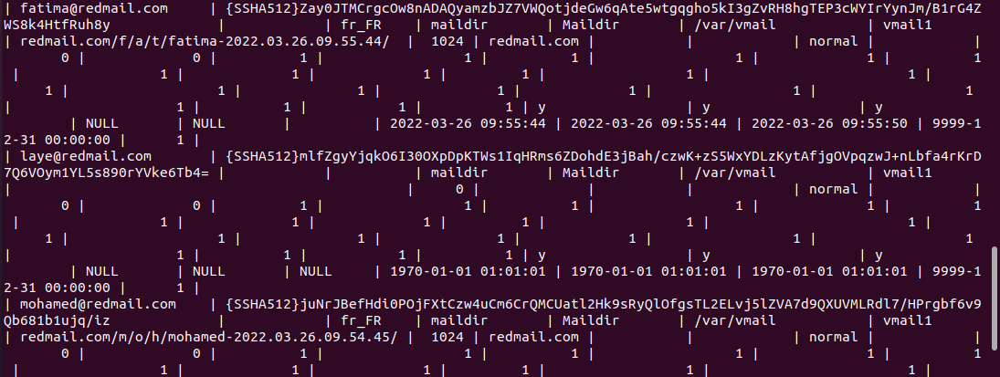 | fatima@redmail.com | {SSHA512}Zay0JTMCrgcOw8nADAQyamzbJZ7VWQotjdeGw6qAte5wtgqgho5kI3gZvRH8hgTEP3cWYIrYynJm/B1rG4Z
WS8k4HtfRuh8y | | fr_FR | maildir | Maildir | /var/vmail | vmail1
| redmail.com/f/a/t/fatima-2022.03.26.09.55.44/ | 1024 | redmail.com | | | normal | |
0 | 0 | 1 | 1 | 1 | 1 | 1 | 1
| 1 | 1 | 1 | 1 | 1 | 1 |
1 | 1 | 1 | 1 | 1 | 1 | 1
| 1 | 1 | 1 | 1 | y | y | y
| NULL | NULL | | 2022-03-26 09:55:44 | 2022-03-26 09:55:44 | 2022-03-26 09:55:50 | 9999-1
2-31 00:00:00 | 1 |
| laye@redmail.com | {SSHA512}mlfZgyYjqkO6I30OXpDpKTWs1IqHRms6ZDohdE3jBah/czwK+zS5WxYDLzKytAfjgOVpqzwJ+nLbfa4rKrD
7Q6VOym1YL5s890rYVke6Tb4= | | | maildir | Maildir | /var/vmail | vmail1
| | 0 | | | | normal | |
0 | 0 | 1 | 1 | 1 | 1 | 1 | 1
| 1 | 1 | 1 | 1 | 1 | 1 |
1 | 1 | 1 | 1 | 1 | 1 | 1
| 1 | 1 | 1 | 1 | y | y | y
| NULL | NULL | NULL | 1970-01-01 01:01:01 | 1970-01-01 01:01:01 | 1970-01-01 01:01:01 | 9999-1
2-31 00:00:00 | 1 |
| mohamed@redmail.com | {SSHA512}juNrJBefHdi0POjFXtCzw4uCm6CrQMCUatl2Hk9sRyQlOfgsTL2ELvj5lZVA7d9QXUVMLRdl7/HPrgbf6v9
Qb681b1ujq/iz | | fr_FR | maildir | Maildir | /var/vmail | vmail1
| redmail.com/m/o/h/mohamed-2022.03.26.09.54.45/ | 1024 | redmail.com | | | normal | |
0 | 0 | 1 | 1 | 1 | 1 | 1 | 1
| 1 | 1 | 1 | 1 | 1 | 1 |